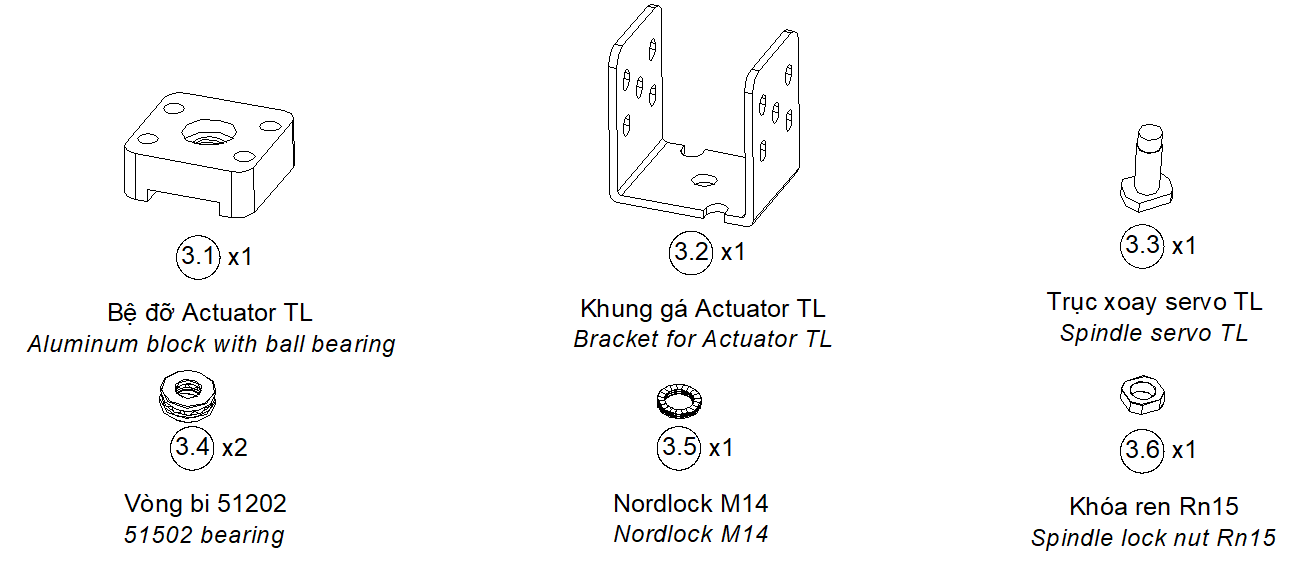 3.1 x1
3.2 x1
3.3 x1
Bệ đỡ Actuator TL
Aluminum block with ball bearing
Khung gá Actuator TL
Bracket for Actuator TL
Trục xoay servo TL
Spindle servo TL
3.4 x2
3.5 x1
3.6 x1
Vòng bi 51202
51502 bearing
Nordlock M14
Nordlock M14
Khóa ren Rn15
Spindle lock nut Rn15